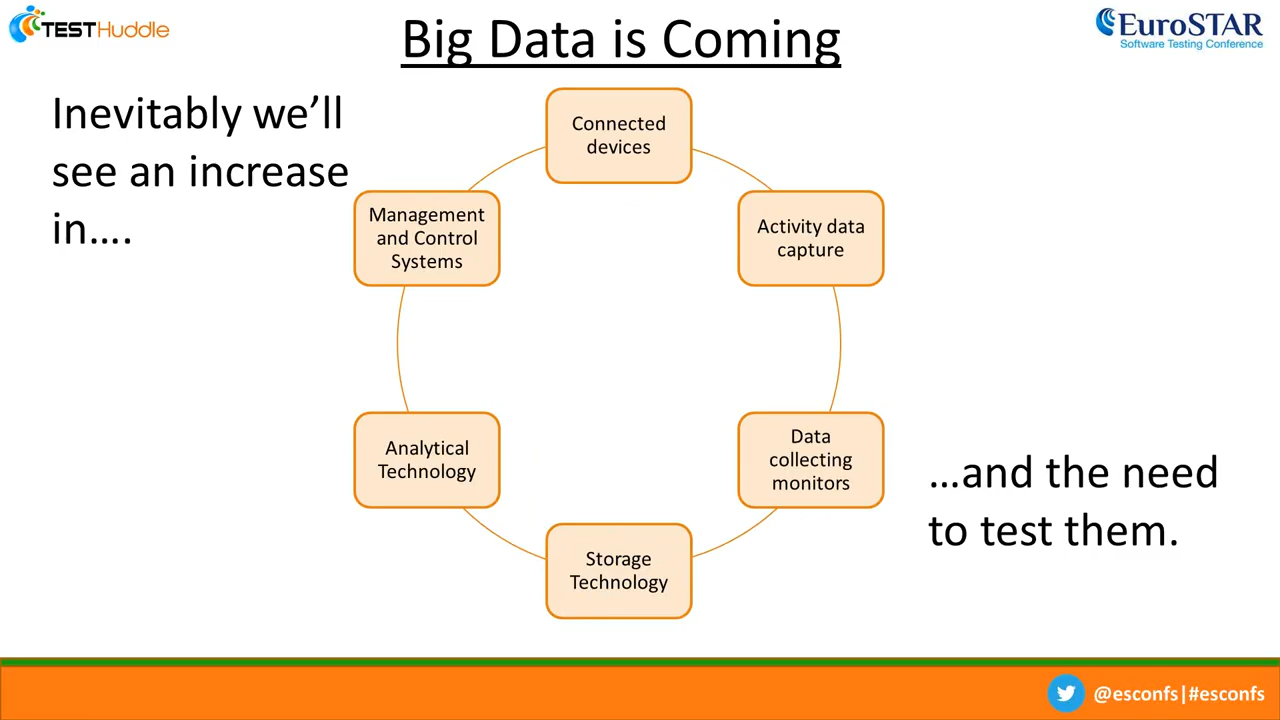 TESTHuddle
Big Data is Coming
EuroSTAR
Software Testing Conference
Inevitably we’ll
see an increase
in….
Connected
devices
Activity data
capture
Data
collecting
monitors
Storage
Technology
Analytical
Technology
Management
and Control
Systems
…and the need
to test them.
@esconfs|#esconfs